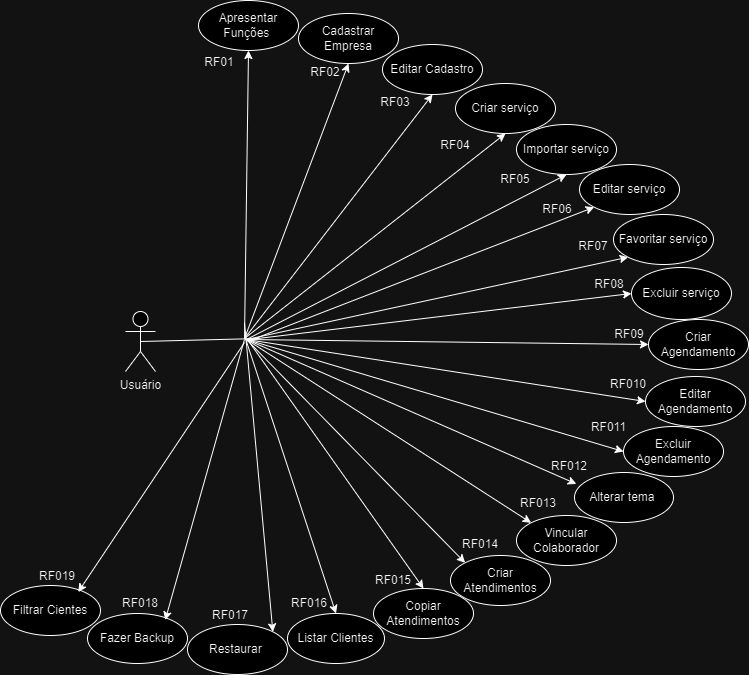 Apresentar
Funções
RF01
Cadastrar
Empresa
RF02
Editar Cadastro
RF03
Criar serviço
RF04
Importar serviço
RF05
Editar serviço
RF06
Favoritar serviço
RF07
Excluir serviço
RF08
Criar
Agendamento
RF09
Usuário
Editar
Agendamento
RF010
Excluir
Agendamento
RF011
Alterar tema
RF012
Vincular
Colaborador
RF013
Criar
Atendimentos
RF014
Copiar
Atendimentos
RF015
Listar Clientes
RF016
Restaurar
RF017
Fazer Backup
RF018
Filtrar Cientes
RF019